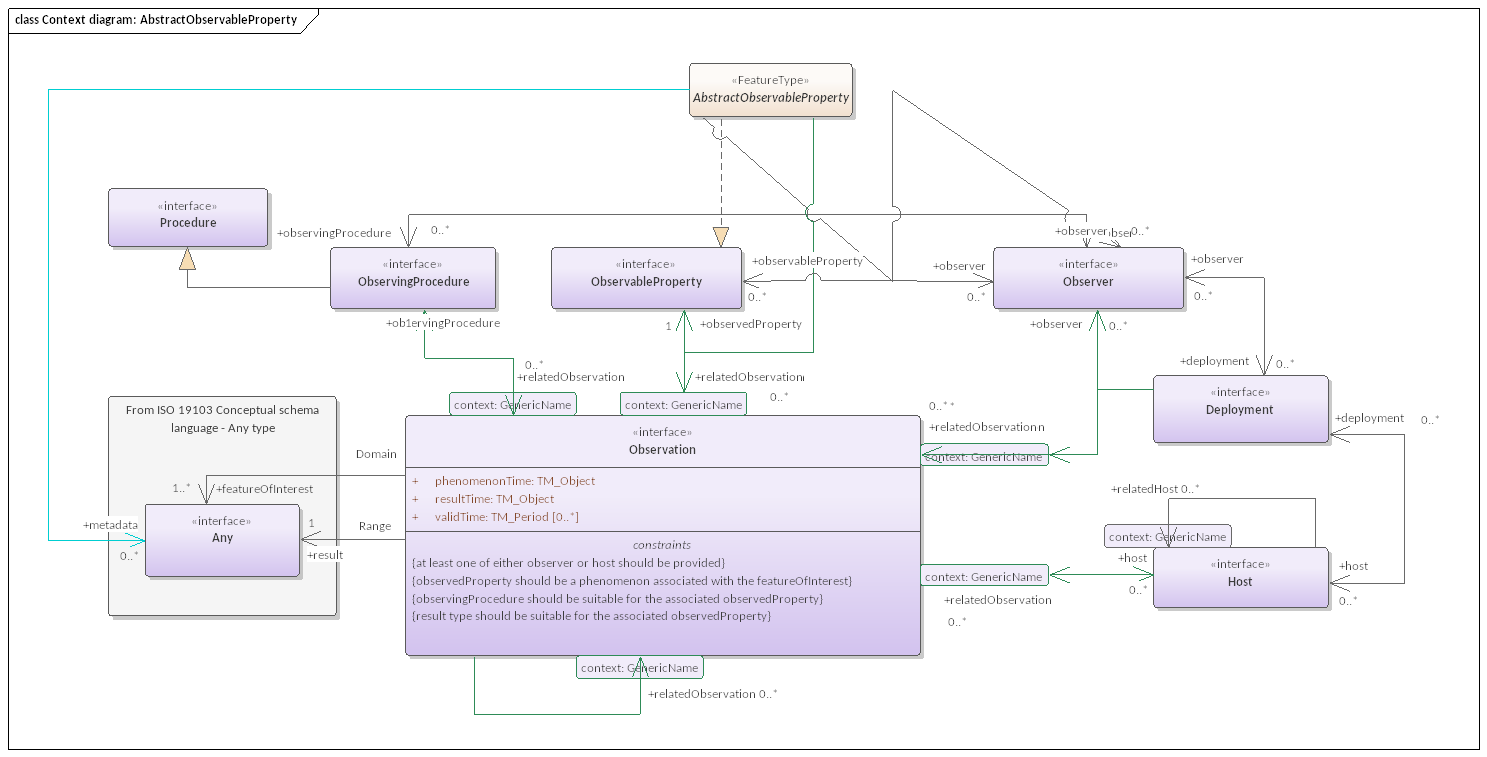 class Context diagram: AbstractObservableProperty
«FeatureType»
AbstractObservableProperty
«interface»
Procedure
+observingProcedure
0..*
+observer
0..*
«interface»
ObservingProcedure
«interface»
ObservableProperty
+observableProperty
0..*
+observer
0..*
«interface»
Observer
+observer
0..*
+observer
0..*
+observedProperty
1
0..*
+relatedObservation
+relatedObservation
0..*
context: GenericName
context: GenericName
+deployment
0..*
«interface»
Deployment
+deployment
0..*
From ISO 19103 Conceptual schema
language - Any type
Domain
1..*
+featureOfInterest
«interface»
Any
+metadata
0..*
Range
1
+result
«interface»
Observation
+ phenomenonTime: TM_Object
+ resultTime: TM_Object
+ validTime: TM_Period [0..*]
constraints
{at least one of either observer or host should be provided}
{observedProperty should be a phenomenon associated with the featureOfInterest}
{observingProcedure should be suitable for the associated observedProperty}
{result type should be suitable for the associated observedProperty}
0..*
context: GenericName
+relatedHost 0..*
context: GenericName
+host
0..*
«interface»
Host
+host
0..*
context: GenericName
+relatedObservation
0..*
context: GenericName
+relatedObservation 0..*